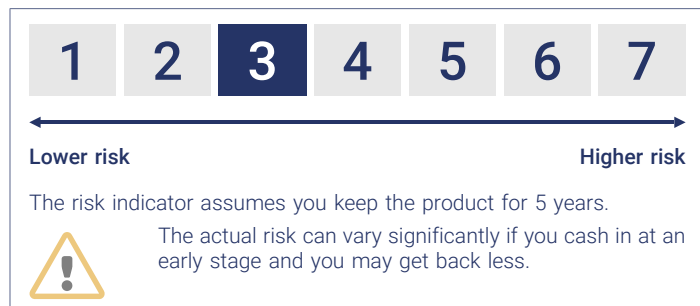 1 2 3 4 5 6 7
Lower risk Higher risk
The risk indicator assumes you keep the product for 5 years.
The actual risk can vary significantly if you cash in at an
early stage and you may get back less.